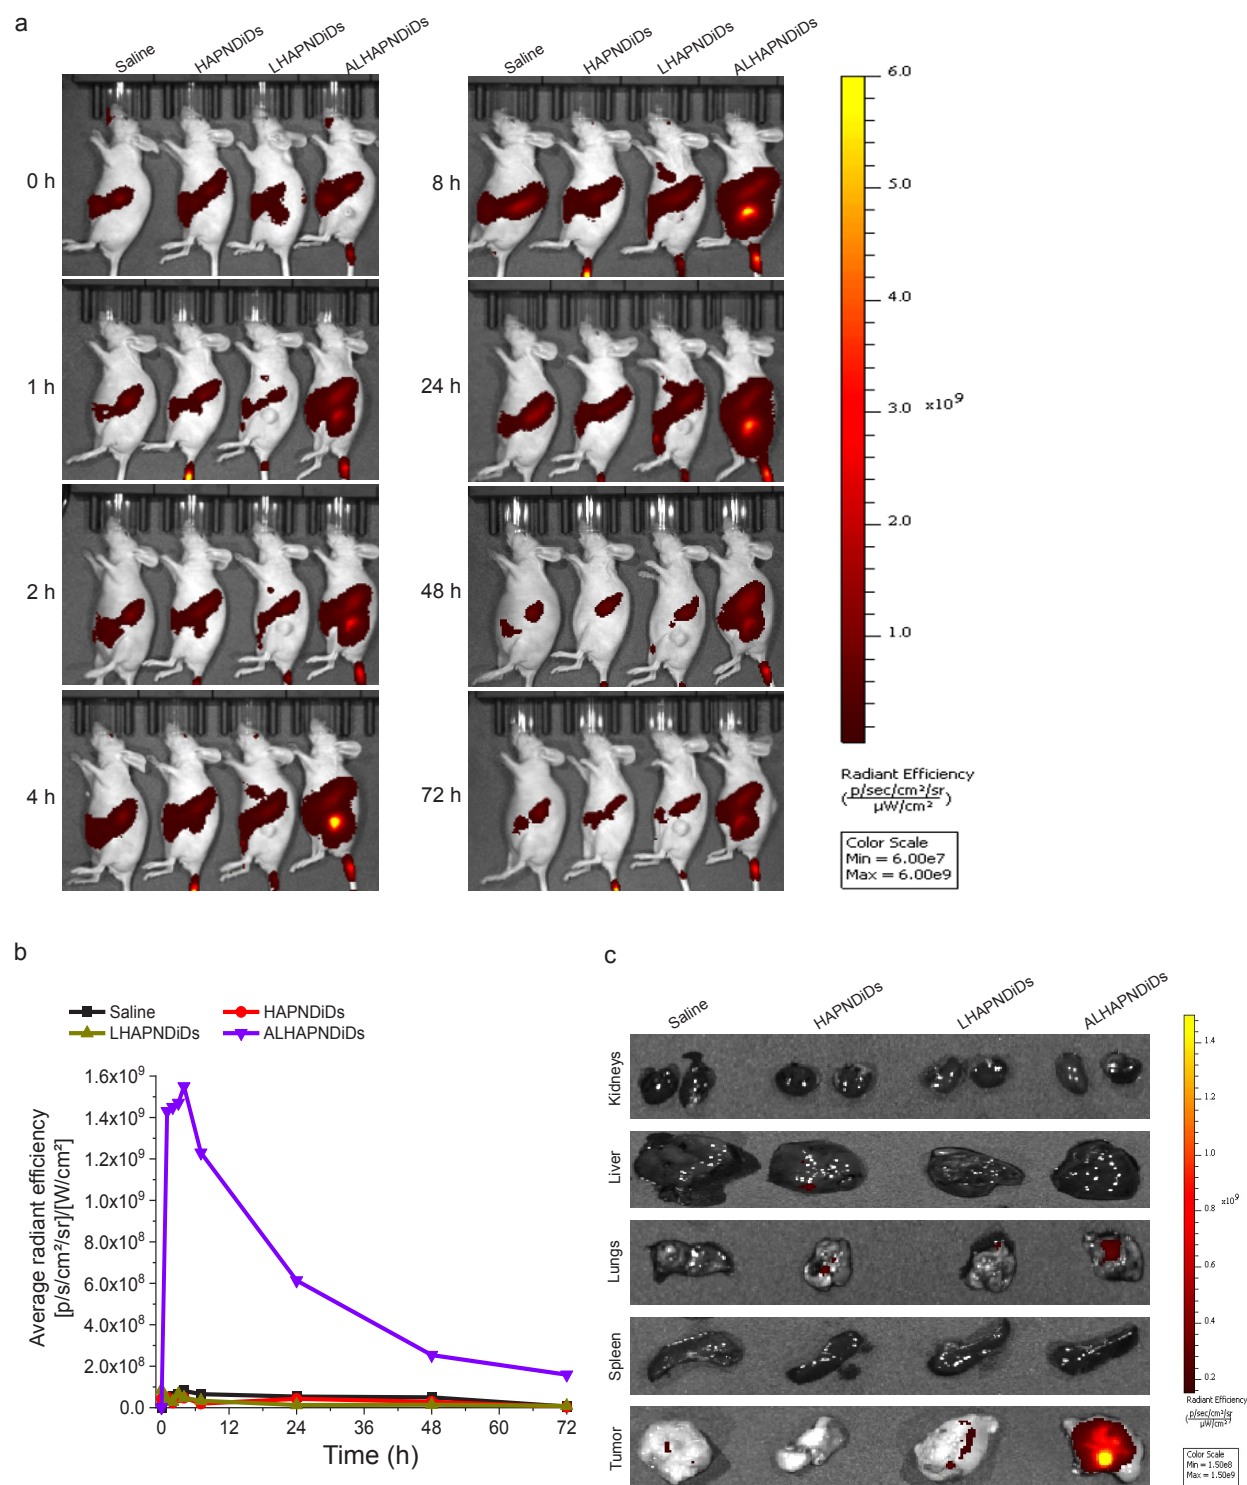 a
Saline HAPNDiDs LHAPNDiDs ALHAPNDiDs
Saline HAPNDiDs LHAPNDiDs ALHAPNDiDs
0 h
8 h
1 h
24 h
2 h
48 h
4 h
72 h
6.0
5.0
4.0
3.0 x10⁹
2.0
1.0
Radiant Efficiency
(p/sec/cm²/sr / µW/cm²)
Color Scale
Min = 6.00e7
Max = 6.00e9
b
Saline HAPNDiDs
LHAPNDiDs ALHAPNDiDs
Average radiant efficiency
[p/s/cm²/sr]/[W/cm²]
1.6x10⁹
1.4x10⁹
1.2x10⁹
1.0x10⁹
8.0x10⁸
6.0x10⁸
4.0x10⁸
2.0x10⁸
0.0
0 12 24 36 48 60 72
Time (h)
c
Saline HAPNDiDs LHAPNDiDs ALHAPNDiDs
Kidneys
Liver
Lungs
Spleen
Tumor
1.4
1.2
1.0
0.8 x10⁹
0.6
0.4
0.2
Radiant Efficiency
(p/sec/cm²/sr / µW/cm²)
Color Scale
Min = 1.50e8
Max = 1.50e9